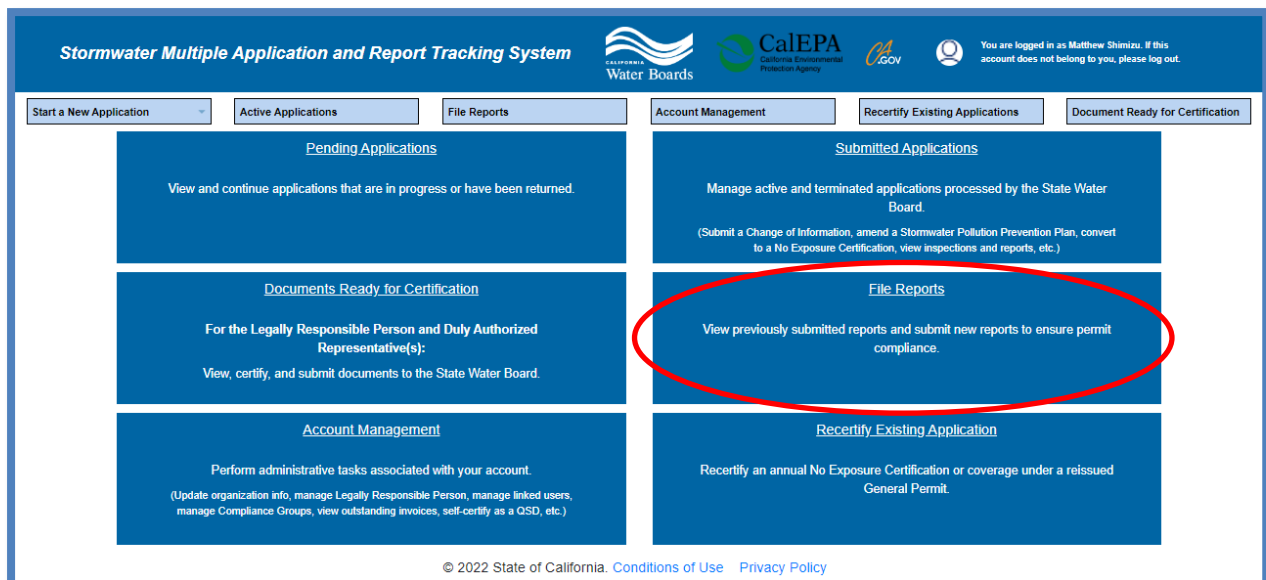 Stormwater Multiple Application and Report Tracking System
CALIFORNIA
Water Boards
CalEPA
California Environmental
Protection Agency
CA
.GOV
You are logged in as Matthew Shimizu. If this
account does not belong to you, please log out.
Start a New Application
Active Applications
File Reports
Account Management
Recertify Existing Applications
Document Ready for Certification
Pending Applications
View and continue applications that are in progress or have been returned.
Submitted Applications
Manage active and terminated applications processed by the State Water
Board.
(Submit a Change of Information, amend a Stormwater Pollution Prevention Plan, convert
to a No Exposure Certification, view inspections and reports, etc.)
Documents Ready for Certification
For the Legally Responsible Person and Duly Authorized
Representative(s):
View, certify, and submit documents to the State Water Board.
File Reports
View previously submitted reports and submit new reports to ensure permit
compliance.
Account Management
Perform administrative tasks associated with your account.
(Update organization info, manage Legally Responsible Person, manage linked users,
manage Compliance Groups, view outstanding invoices, self-certify as a QSD, etc.)
Recertify Existing Application
Recertify an annual No Exposure Certification or coverage under a reissued
General Permit.
© 2022 State of California. Conditions of Use Privacy Policy